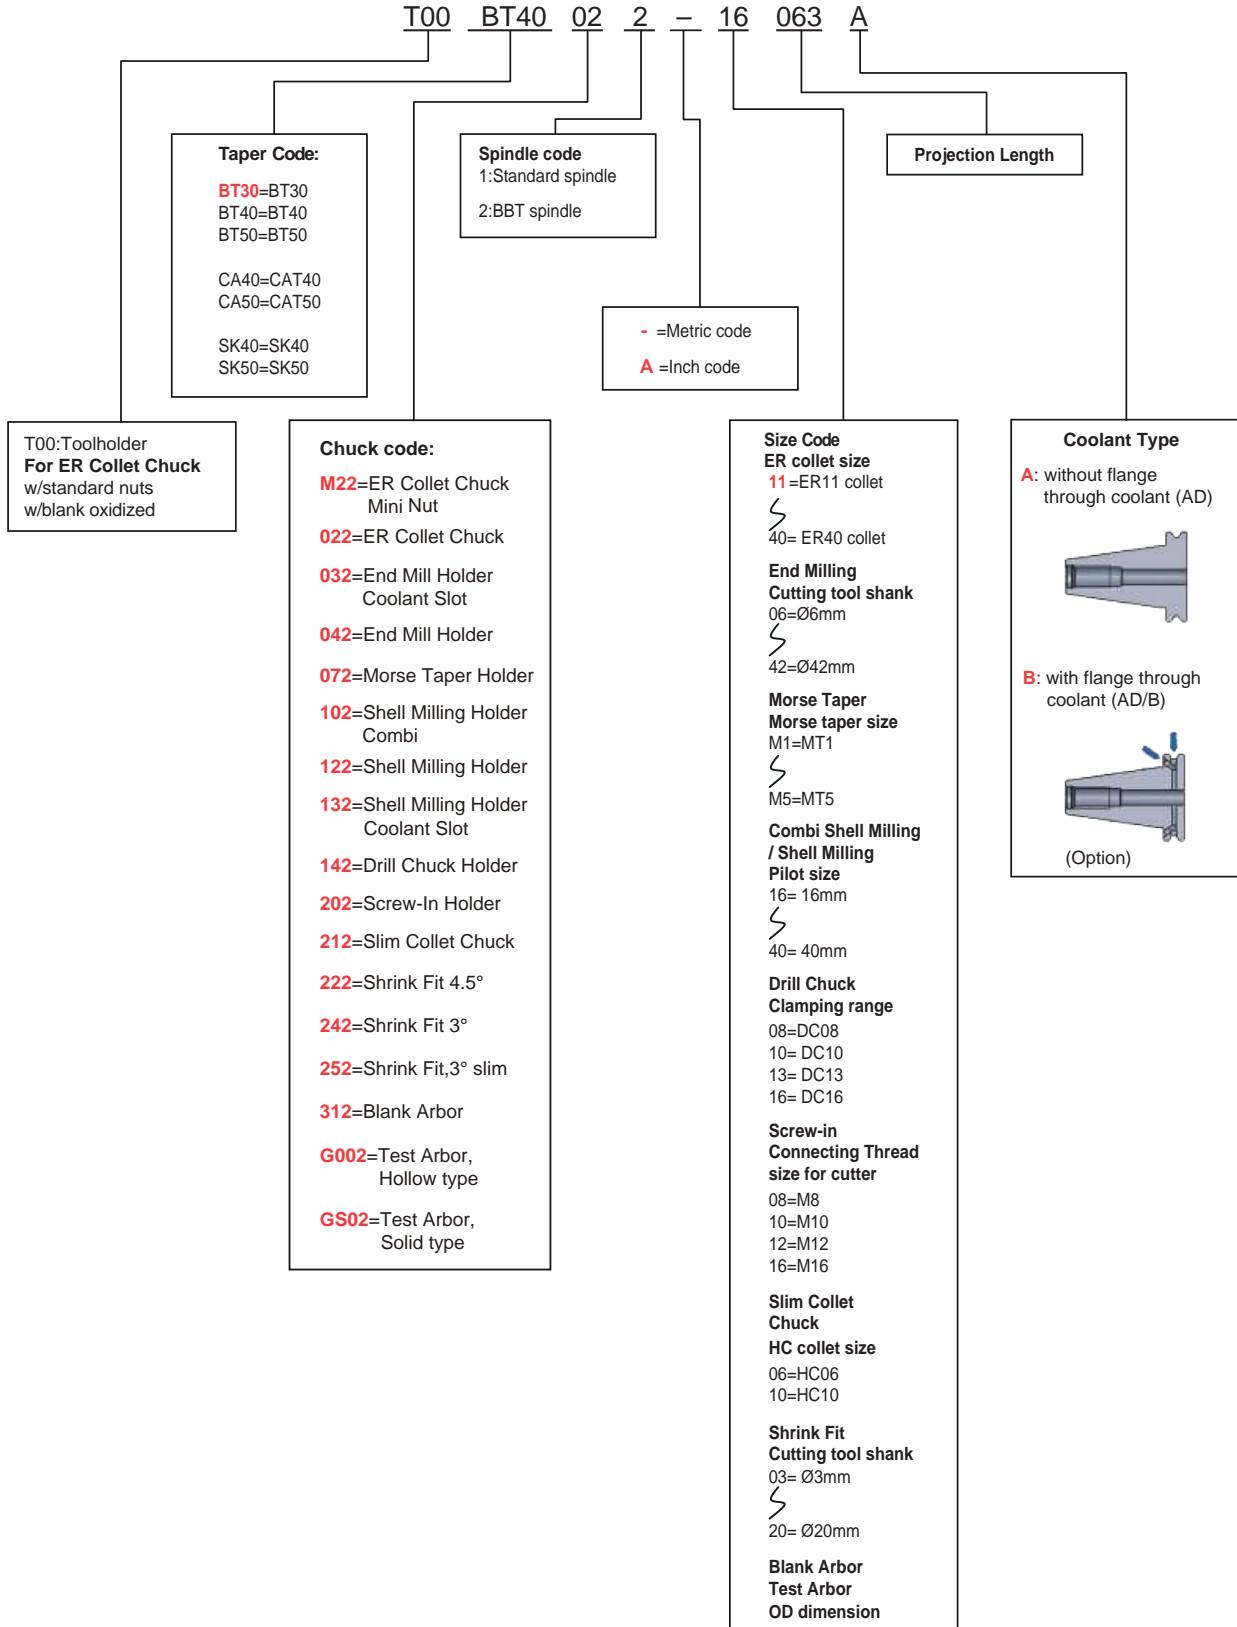 T00 BT40 02 2 – 16 063 A
Taper Code:
BT30=BT30
BT40=BT40
BT50=BT50
CA40=CAT40
CA50=CAT50
SK40=SK40
SK50=SK50
Spindle code
1:Standard spindle
2:BBT spindle
Projection Length
- =Metric code
A =Inch code
T00:Toolholder
For ER Collet Chuck
w/standard nuts
w/blank oxidized
Chuck code:
M22=ER Collet Chuck
Mini Nut
022=ER Collet Chuck
032=End Mill Holder
Coolant Slot
042=End Mill Holder
072=Morse Taper Holder
102=Shell Milling Holder
Combi
122=Shell Milling Holder
132=Shell Milling Holder
Coolant Slot
142=Drill Chuck Holder
202=Screw-In Holder
212=Slim Collet Chuck
222=Shrink Fit 4.5°
242=Shrink Fit 3°
252=Shrink Fit,3° slim
312=Blank Arbor
G002=Test Arbor,
Hollow type
GS02=Test Arbor,
Solid type
Size Code
ER collet size
11=ER11 collet
40= ER40 collet
End Milling
Cutting tool shank
06=Ø6mm
42=Ø42mm
Morse Taper
Morse taper size
M1=MT1
M5=MT5
Combi Shell Milling
/ Shell Milling
Pilot size
16= 16mm
40= 40mm
Drill Chuck
Clamping range
08=DC08
10= DC10
13= DC13
16= DC16
Screw-in
Connecting Thread
size for cutter
08=M8
10=M10
12=M12
16=M16
Slim Collet
Chuck
HC collet size
06=HC06
10=HC10
Shrink Fit
Cutting tool shank
03= Ø3mm
20= Ø20mm
Blank Arbor
Test Arbor
OD dimension
Coolant Type
A: without flange
through coolant (AD)
B: with flange through
coolant (AD/B)
(Option)